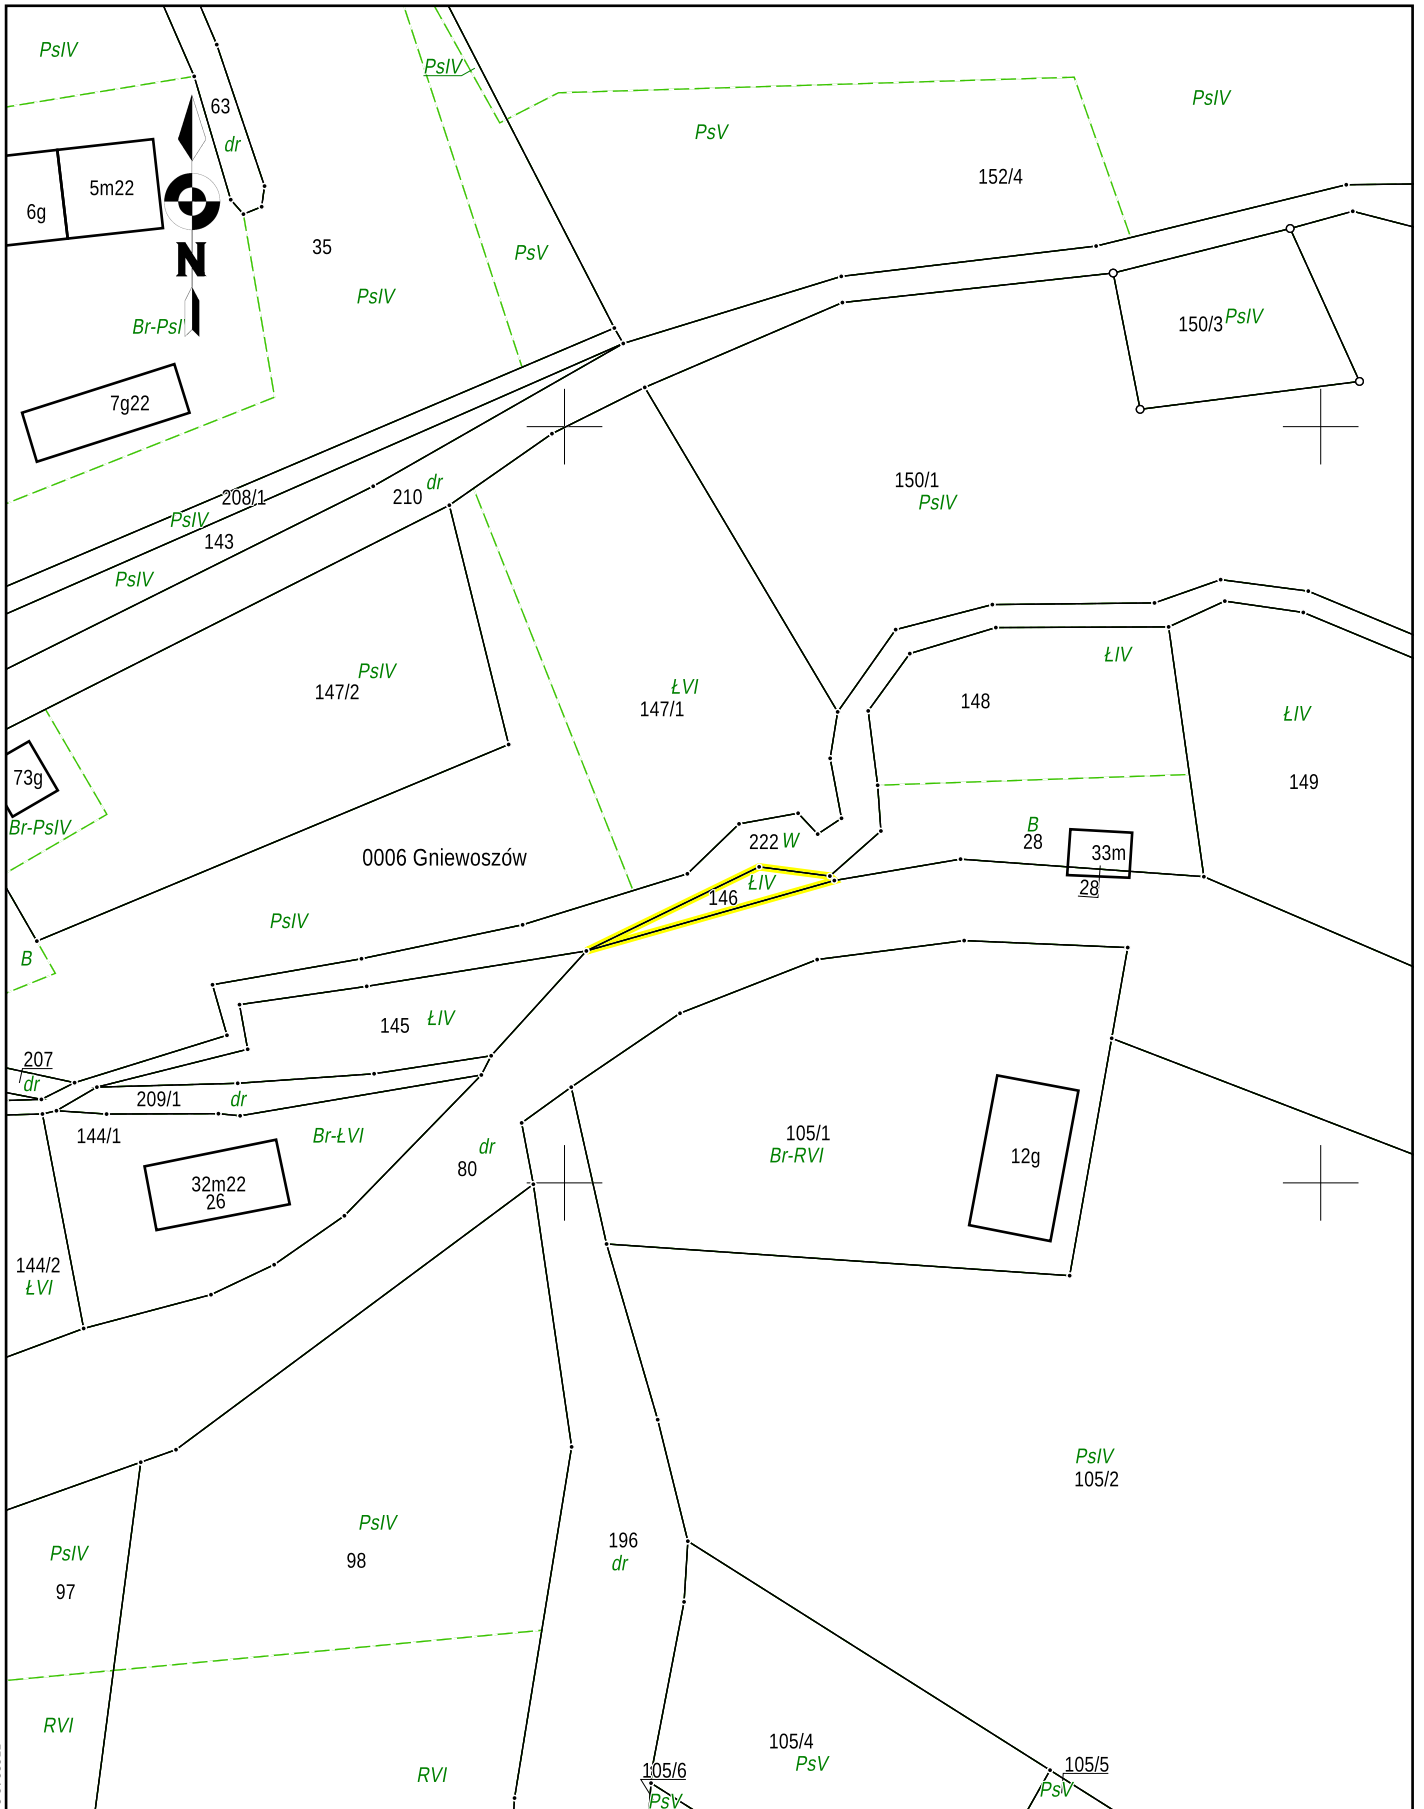 PsIV
PsIV
PsIV
63
dr
PsV
152/4
5m22
6g
N
35
PsV
PsIV
Br-PsI
150/3
PsIV
7g22
150/1
PsIV
208/1
210
dr
PsIV
143
PsIV
ŁIV
PsIV
147/2
ŁVI
147/1
148
ŁIV
149
73g
Br-PsIV
B
28
33m
28
222
W
0006 Gniewoszów
ŁIV
146
PsIV
B
145
ŁIV
207
dr
209/1
dr
144/1
Br-ŁVI
105/1
Br-RVI
12g
dr
80
32m22
26
144/2
ŁVI
PsIV
105/2
PsIV
98
196
dr
PsIV
97
RVI
RVI
105/4
PsV
105/6
PsV
105/5
PsV